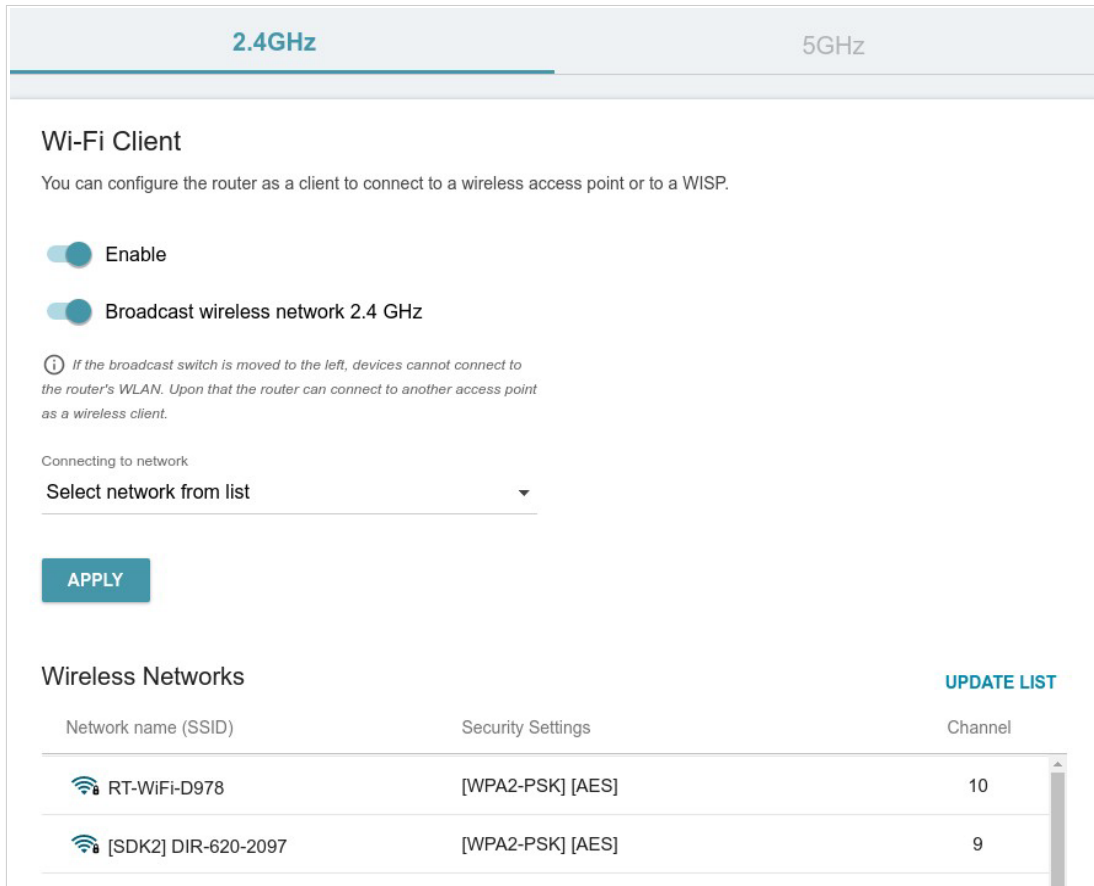 2.4GHz 5GHz
Wi-Fi Client
You can configure the router as a client to connect to a wireless access point or to a WISP.
Enable
Broadcast wireless network 2.4 GHz
If the broadcast switch is moved to the left, devices cannot connect to
the router's WLAN. Upon that the router can connect to another access point
as a wireless client.
Connecting to network
Select network from list
APPLY
Wireless Networks UPDATE LIST
Network name (SSID) Security Settings Channel
RT-WiFi-D978 [WPA2-PSK] [AES] 10
[SDK2] DIR-620-2097 [WPA2-PSK] [AES] 9